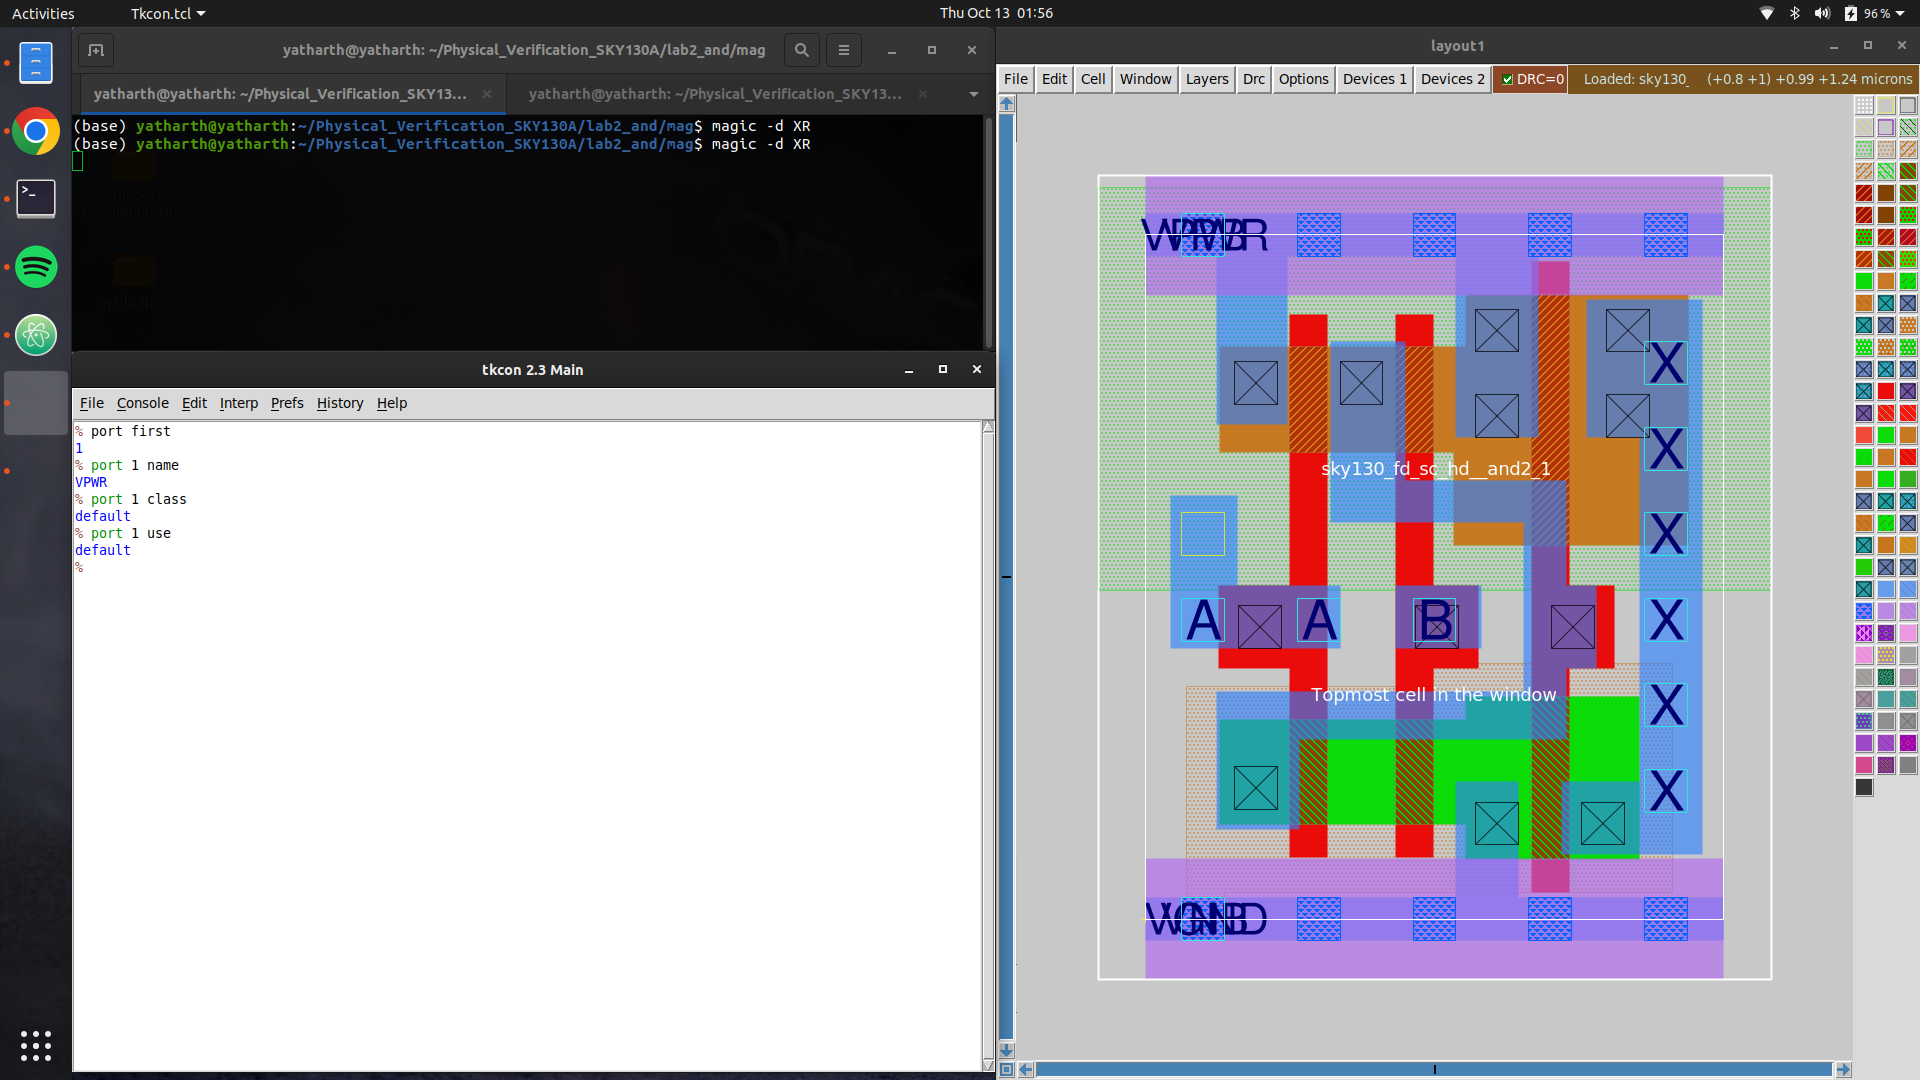 Activities
Tkcon.tcl
Thu Oct 13 01:56
96 %
yatharth@yatharth: ~/Physical_Verification_SKY130A/lab2_and/mag
yatharth@yatharth: ~/Physical_Verification_SKY13...
yatharth@yatharth: ~/Physical_Verification_SKY13...
(base) yatharth@yatharth:~/Physical_Verification_SKY130A/lab2_and/mag$ magic -d XR
(base) yatharth@yatharth:~/Physical_Verification_SKY130A/lab2_and/mag$ magic -d XR
Documentation
wallpaper
tkcon 2.3 Main
File Console Edit Interp Prefs History Help
% port first
1
% port 1 name
VPWR
% port 1 class
default
% port 1 use
default
%
layout1
File Edit Cell Window Layers Drc Options Devices 1 Devices 2 DRC=0 Loaded: sky130_ (+0.8 +1) +0.99 +1.24 microns
X
X
sky130_fd_sc_hd__and2_1
X
A A B X
Topmost cell in the window
X
X